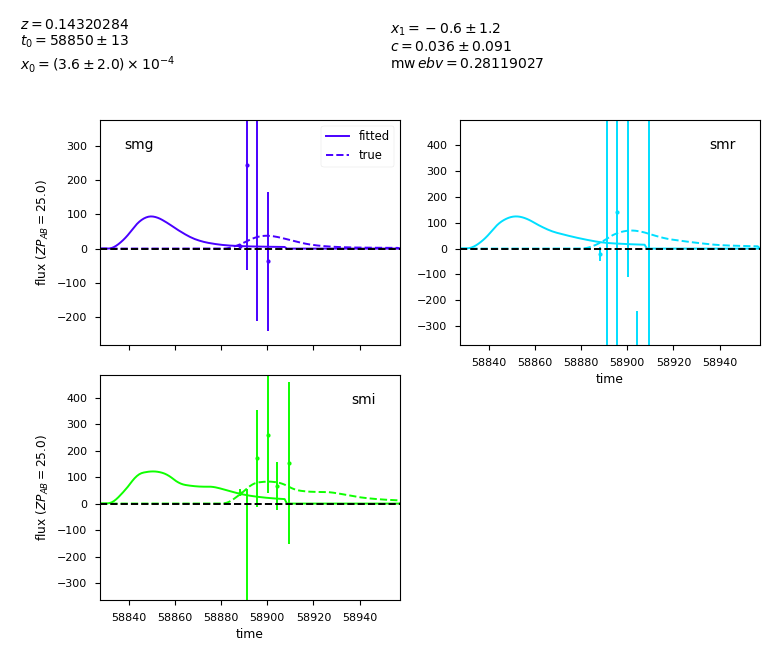 z = 0.14320284
t₀ = 58850 ± 13
x₀ = (3.6 ± 2.0) × 10⁻⁴
x₁ = −0.6 ± 1.2
c = 0.036 ± 0.091
mw ebv = 0.28119027
smg
fitted
true
300
200
100
0
−100
−200
flux (ZP_AB = 25.0)
smr
400
300
200
100
0
−100
−200
−300
58840 58860 58880 58900 58920 58940
time
smi
400
300
200
100
0
−100
−200
−300
flux (ZP_AB = 25.0)
58840 58860 58880 58900 58920 58940
time